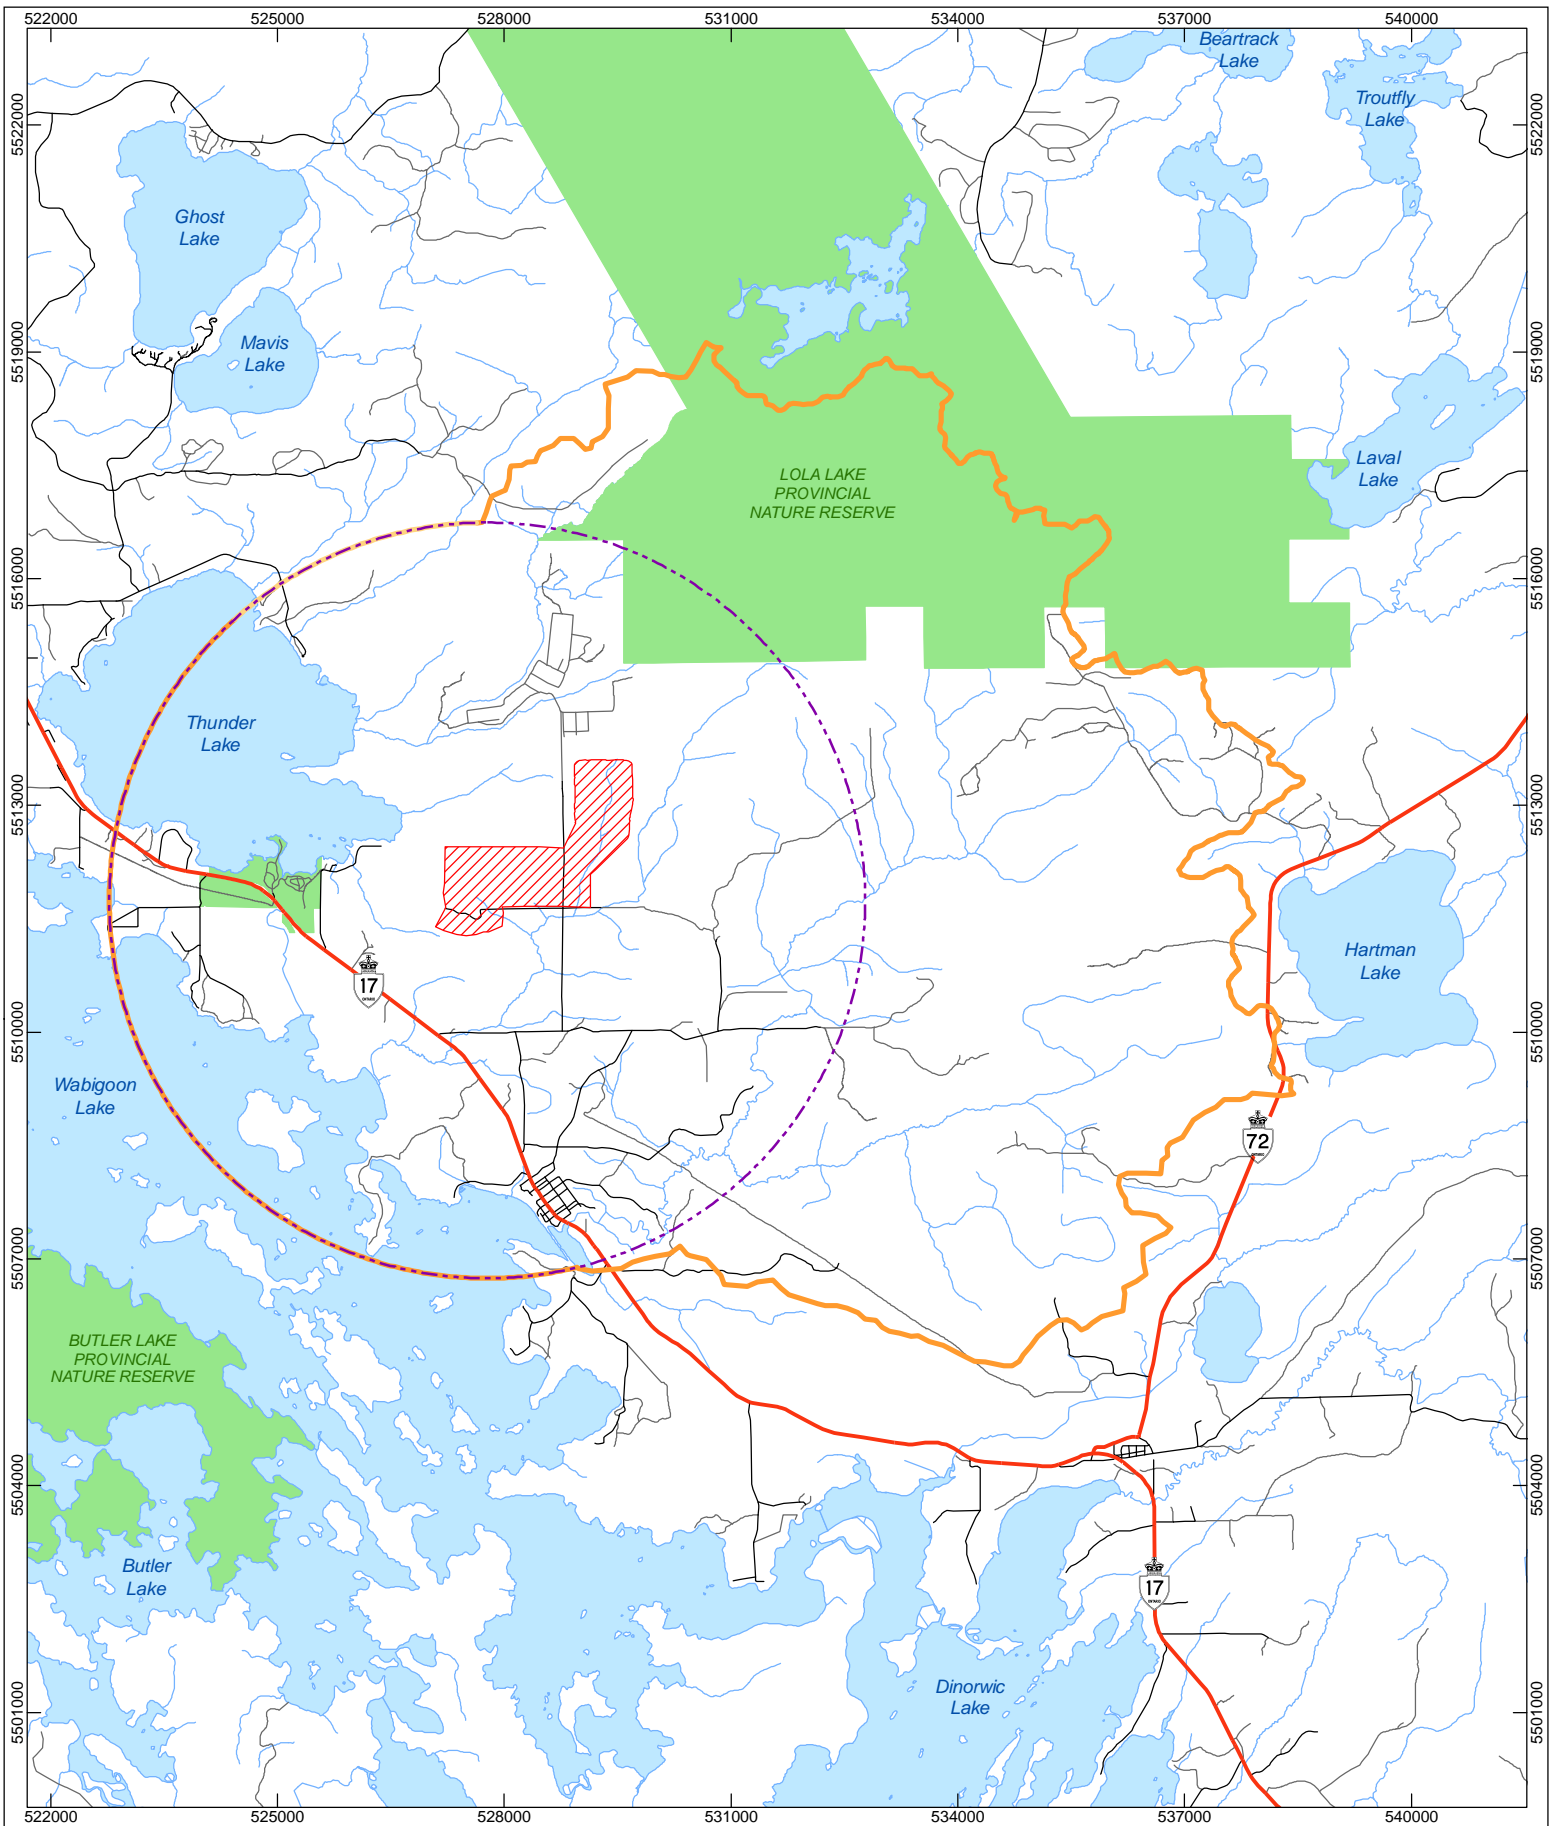 522000 525000 528000 531000 534000 537000 540000
Beartrack
Lake
Troutfly
Lake
5522000
5522000
Ghost
Lake
Mavis
Lake
5519000
5519000
Laval
Lake
LOLA LAKE
PROVINCIAL
NATURE RESERVE
5516000
5516000
Thunder
Lake
5513000
5513000
Hartman
Lake
17
ONTARIO
5510000
5510000
Wabigoon
Lake
72
ONTARIO
5507000
5507000
BUTLER LAKE
PROVINCIAL
NATURE RESERVE
5504000
5504000
Butler
Lake
17
ONTARIO
Dinorwic
Lake
5501000
5501000
522000 525000 528000 531000 534000 537000 540000